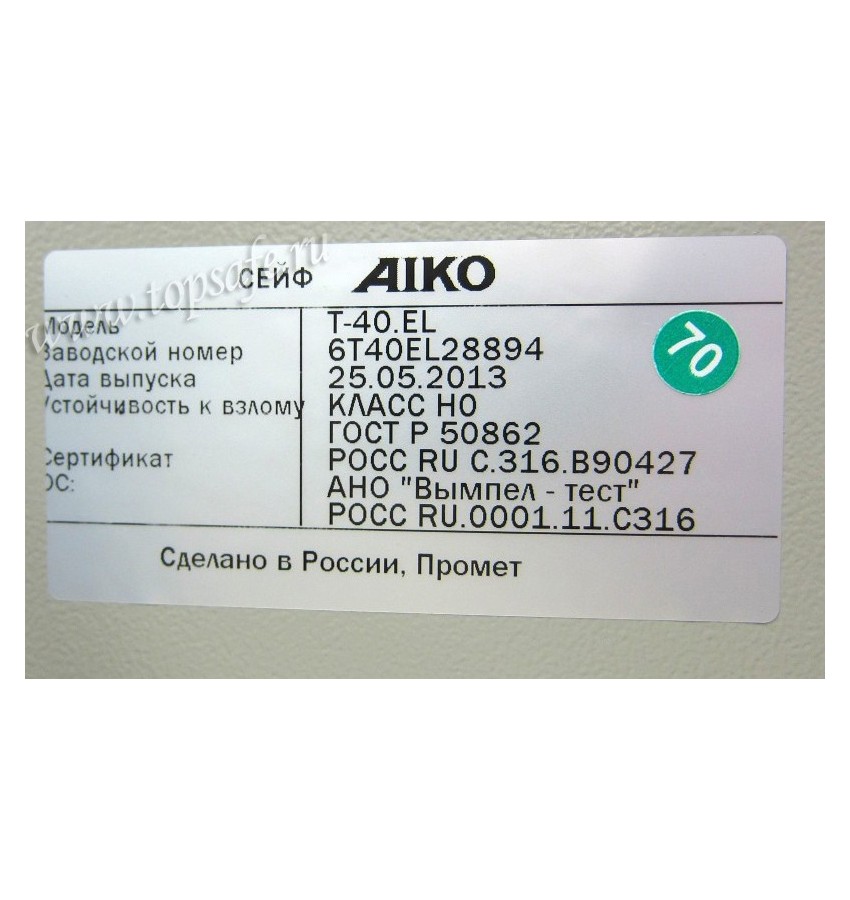 www.topsafe.ru
СЕЙФ AIKO
Модель T-40.EL
Заводской номер 6T40EL28894
Дата выпуска 25.05.2013
Устойчивость к взлому КЛАСС Н0
ГОСТ Р 50862
Сертификат РОСС RU C.316.B90427
ОС: АНО "Вымпел - тест"
РОСС RU.0001.11.C316
70
Сделано в России, Промет